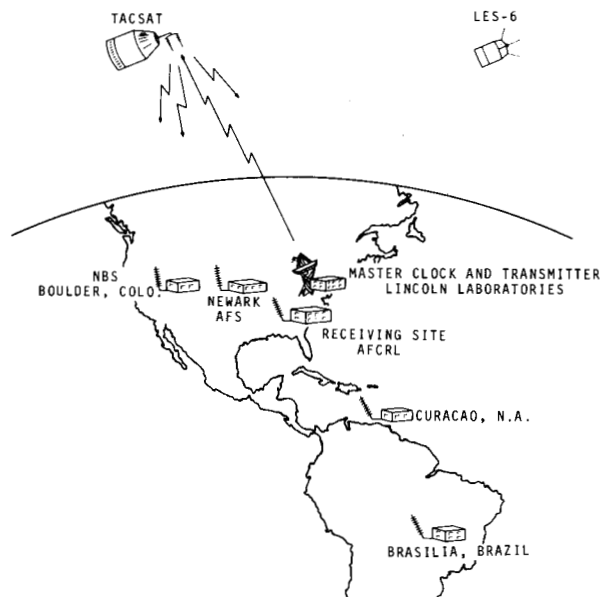 TACSAT
LES-6
NBS
BOULDER, COLO.
NEWARK
AFS
MASTER CLOCK AND TRANSMITTER
LINCOLN LABORATORIES
RECEIVING SITE
AFCRL
CURACAO, N.A.
BRASILIA, BRAZIL